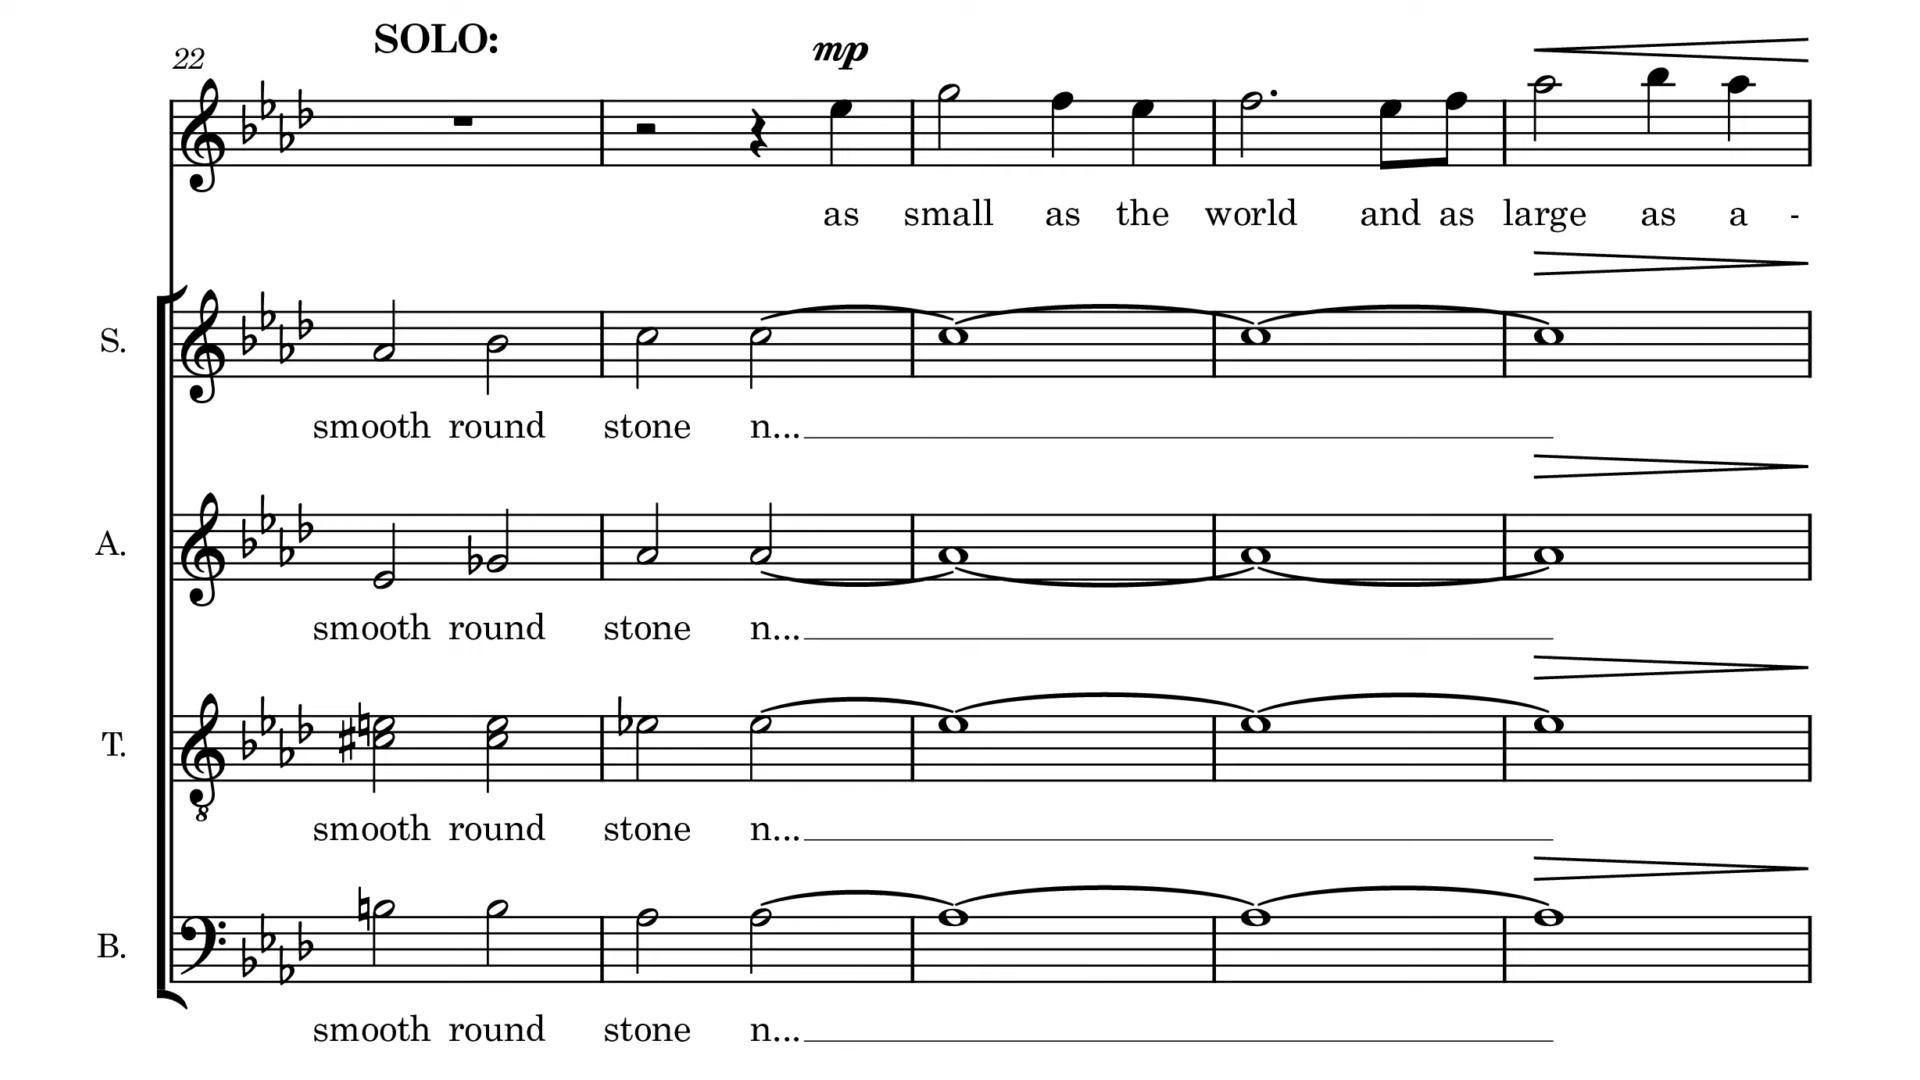 SOLO:
22
mp
as small as the world and as large as a -
S.
smooth round stone n...
A.
smooth round stone n...
T.
8
smooth round stone n...
B.
smooth round stone n...